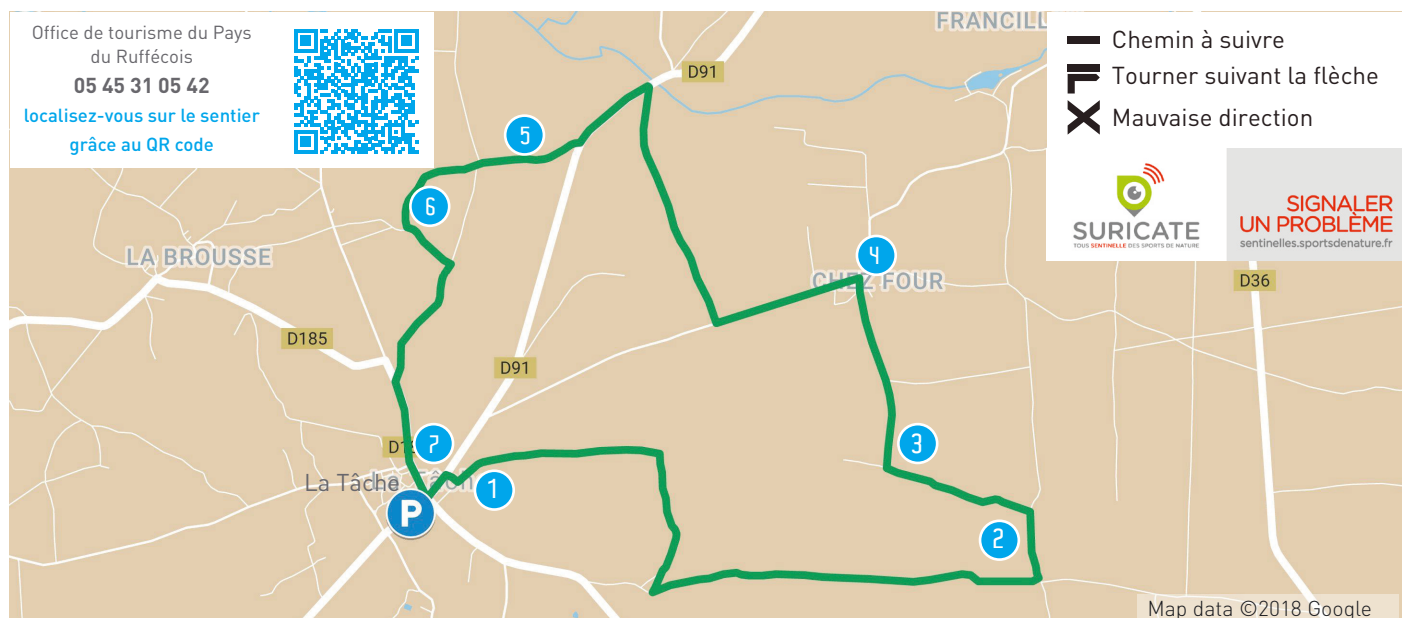 Office de tourisme du Pays
du Ruffécois
05 45 31 05 42
localisez-vous sur le sentier
grâce au QR code
Chemin à suivre
Tourner suivant la flèche
Mauvaise direction
SURICATE
TOUS SENTINELLE DES SPORTS DE NATURE
SIGNALER
UN PROBLÈME
sentinelles.sportsdenature.fr
FRANCILL
D91
5
6
LA BROUSSE
4
CHEZ FOUR
D36
D185
D91
7
3
La Tâche
1
P
2
Map data ©2018 Google